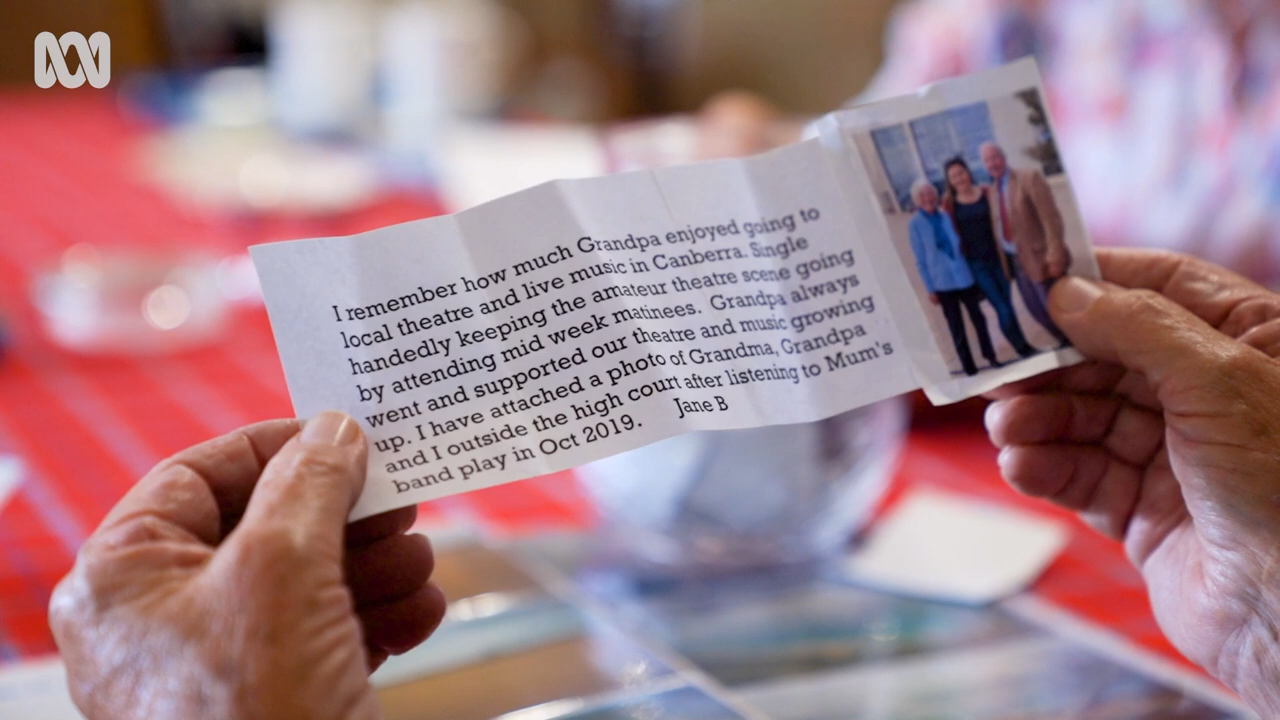 I remember how much Grandpa enjoyed going to
local theatre and live music in Canberra. Single
handedly keeping the amateur theatre scene going
by attending mid week matinees. Grandpa always
went and supported our theatre and music growing
up. I have attached a photo of Grandma, Grandpa
and I outside the high court after listening to Mum's
band play in Oct 2019. Jane B